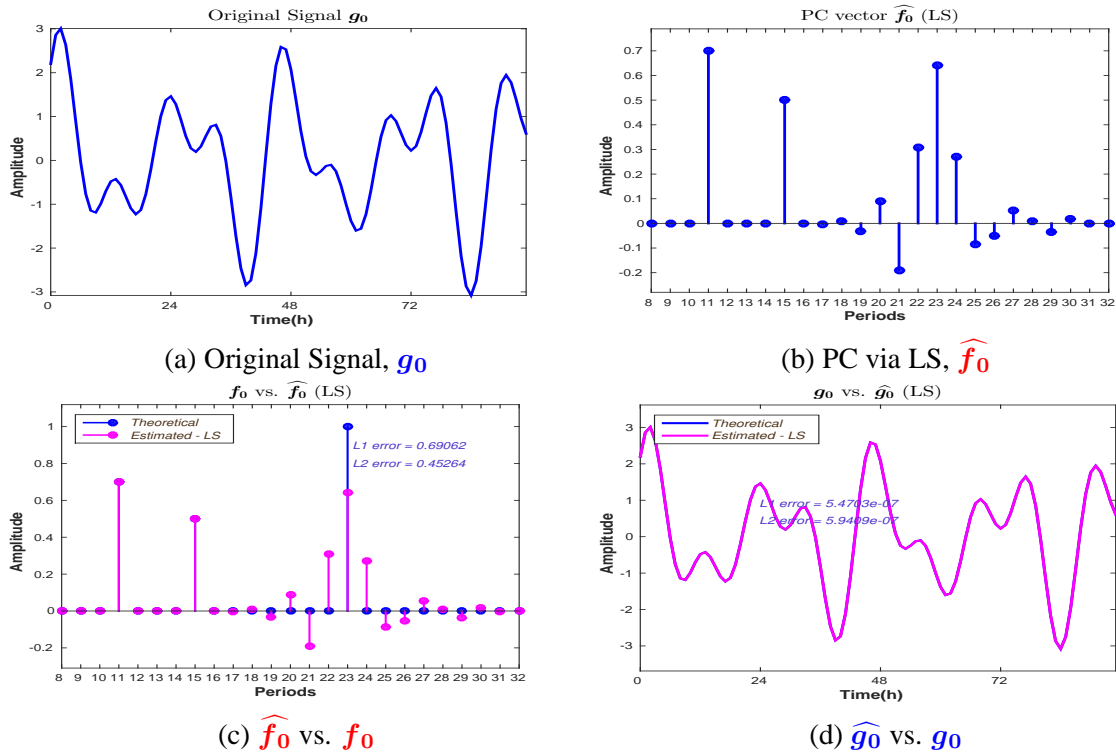 Original Signal g₀
Amplitude
3
2
1
0
-1
-2
-3
0 24 48 72
Time(h)
(a) Original Signal, g₀
PC vector f̂₀ (LS)
Amplitude
0.7
0.6
0.5
0.4
0.3
0.2
0.1
0
-0.1
-0.2
8 9 10 11 12 13 14 15 16 17 18 19 20 21 22 23 24 25 26 27 28 29 30 31 32
Periods
(b) PC via LS, f̂₀
f₀ vs. f̂₀ (LS)
Theoretical
Estimated - LS
L1 error = 0.69062
L2 error = 0.45264
Amplitude
1
0.8
0.6
0.4
0.2
0
-0.2
8 9 10 11 12 13 14 15 16 17 18 19 20 21 22 23 24 25 26 27 28 29 30 31 32
Periods
(c) f̂₀ vs. f₀
g₀ vs. ĝ₀ (LS)
Theoretical
Estimated - LS
L1 error = 5.4703e-07
L2 error = 5.9409e-07
Amplitude
3
2
1
0
-1
-2
-3
0 24 48 72
Time(h)
(d) ĝ₀ vs. g₀